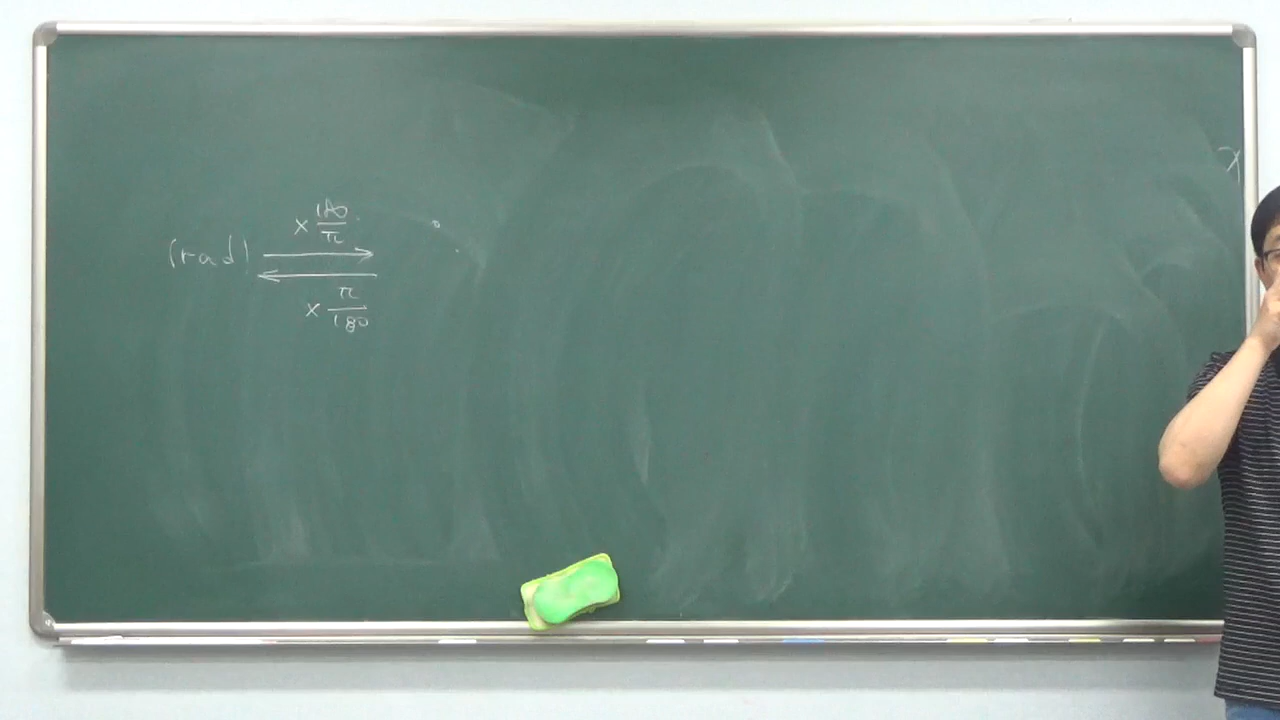 × 180/π
(rad) ⇄ °
× π/180
x